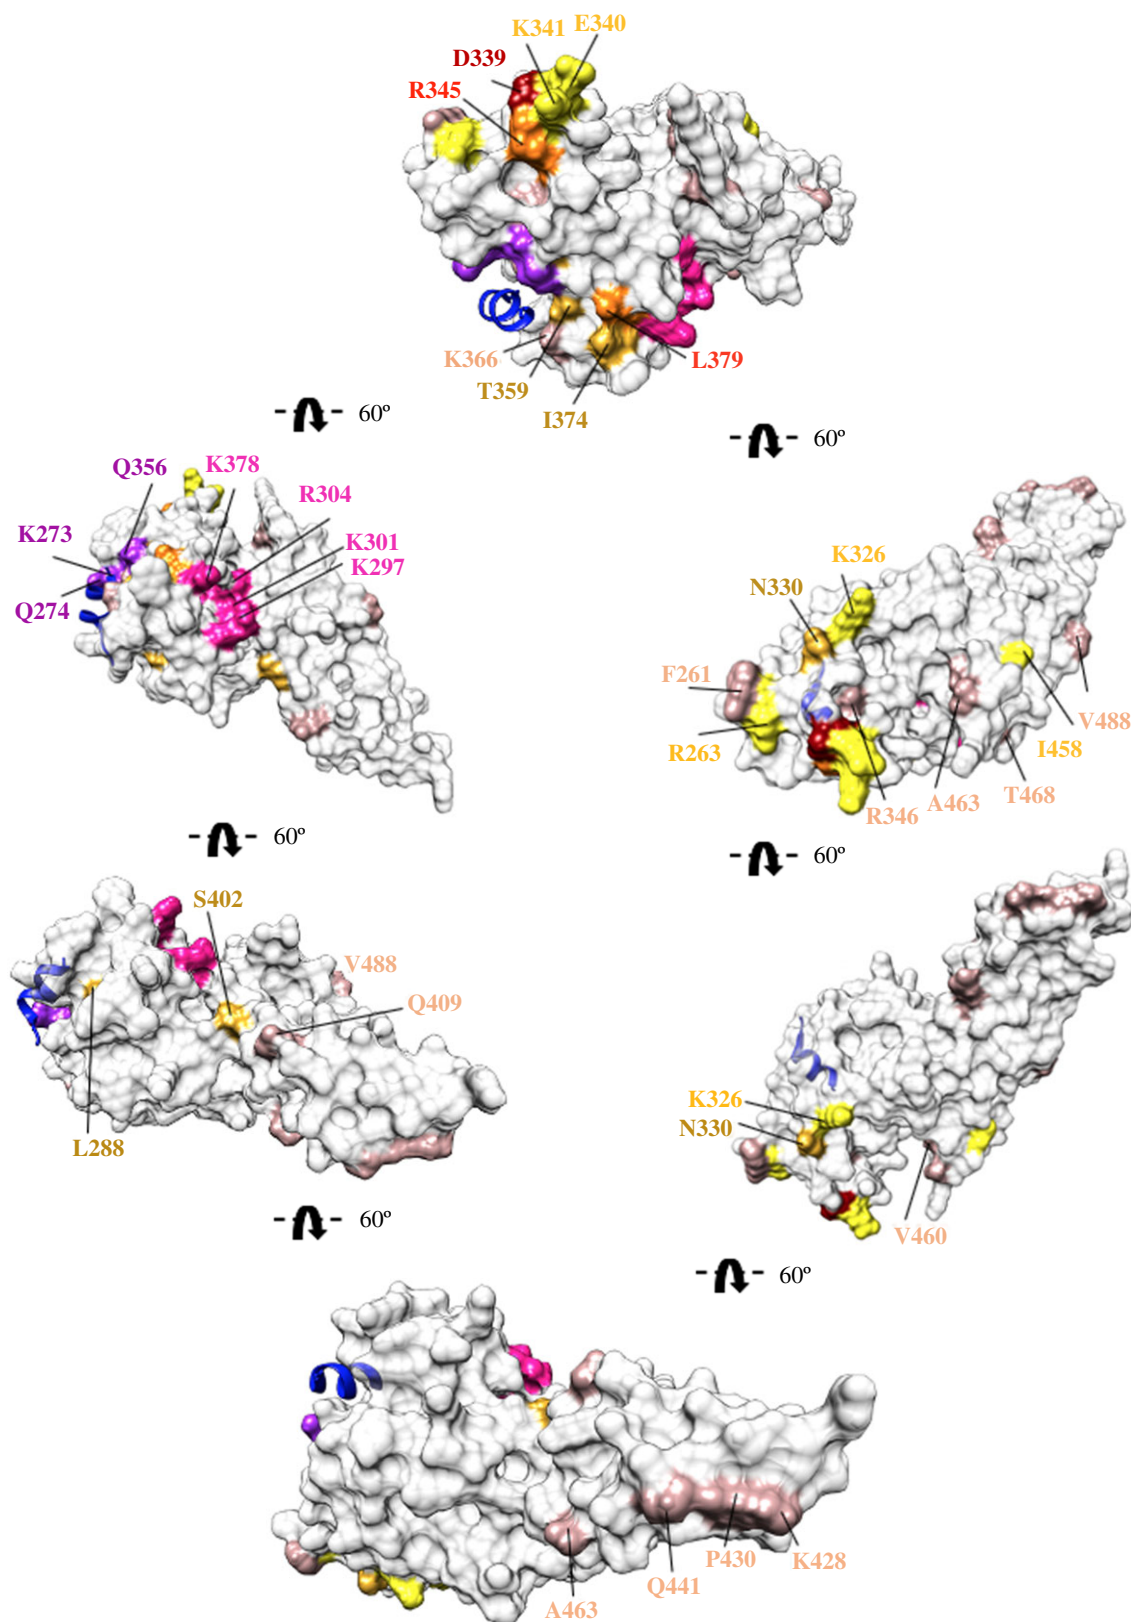 K341 E340
D339
R345
K366
L379
T359
I374
60º
60º
Q356
K378
R304
K273
K301
K297
Q274
K326
N330
F261
V488
R263
I458
T468
A463
R346
60º
60º
S402
V488
Q409
L288
K326
N330
V460
60º
60º
P430
K428
Q441
A463